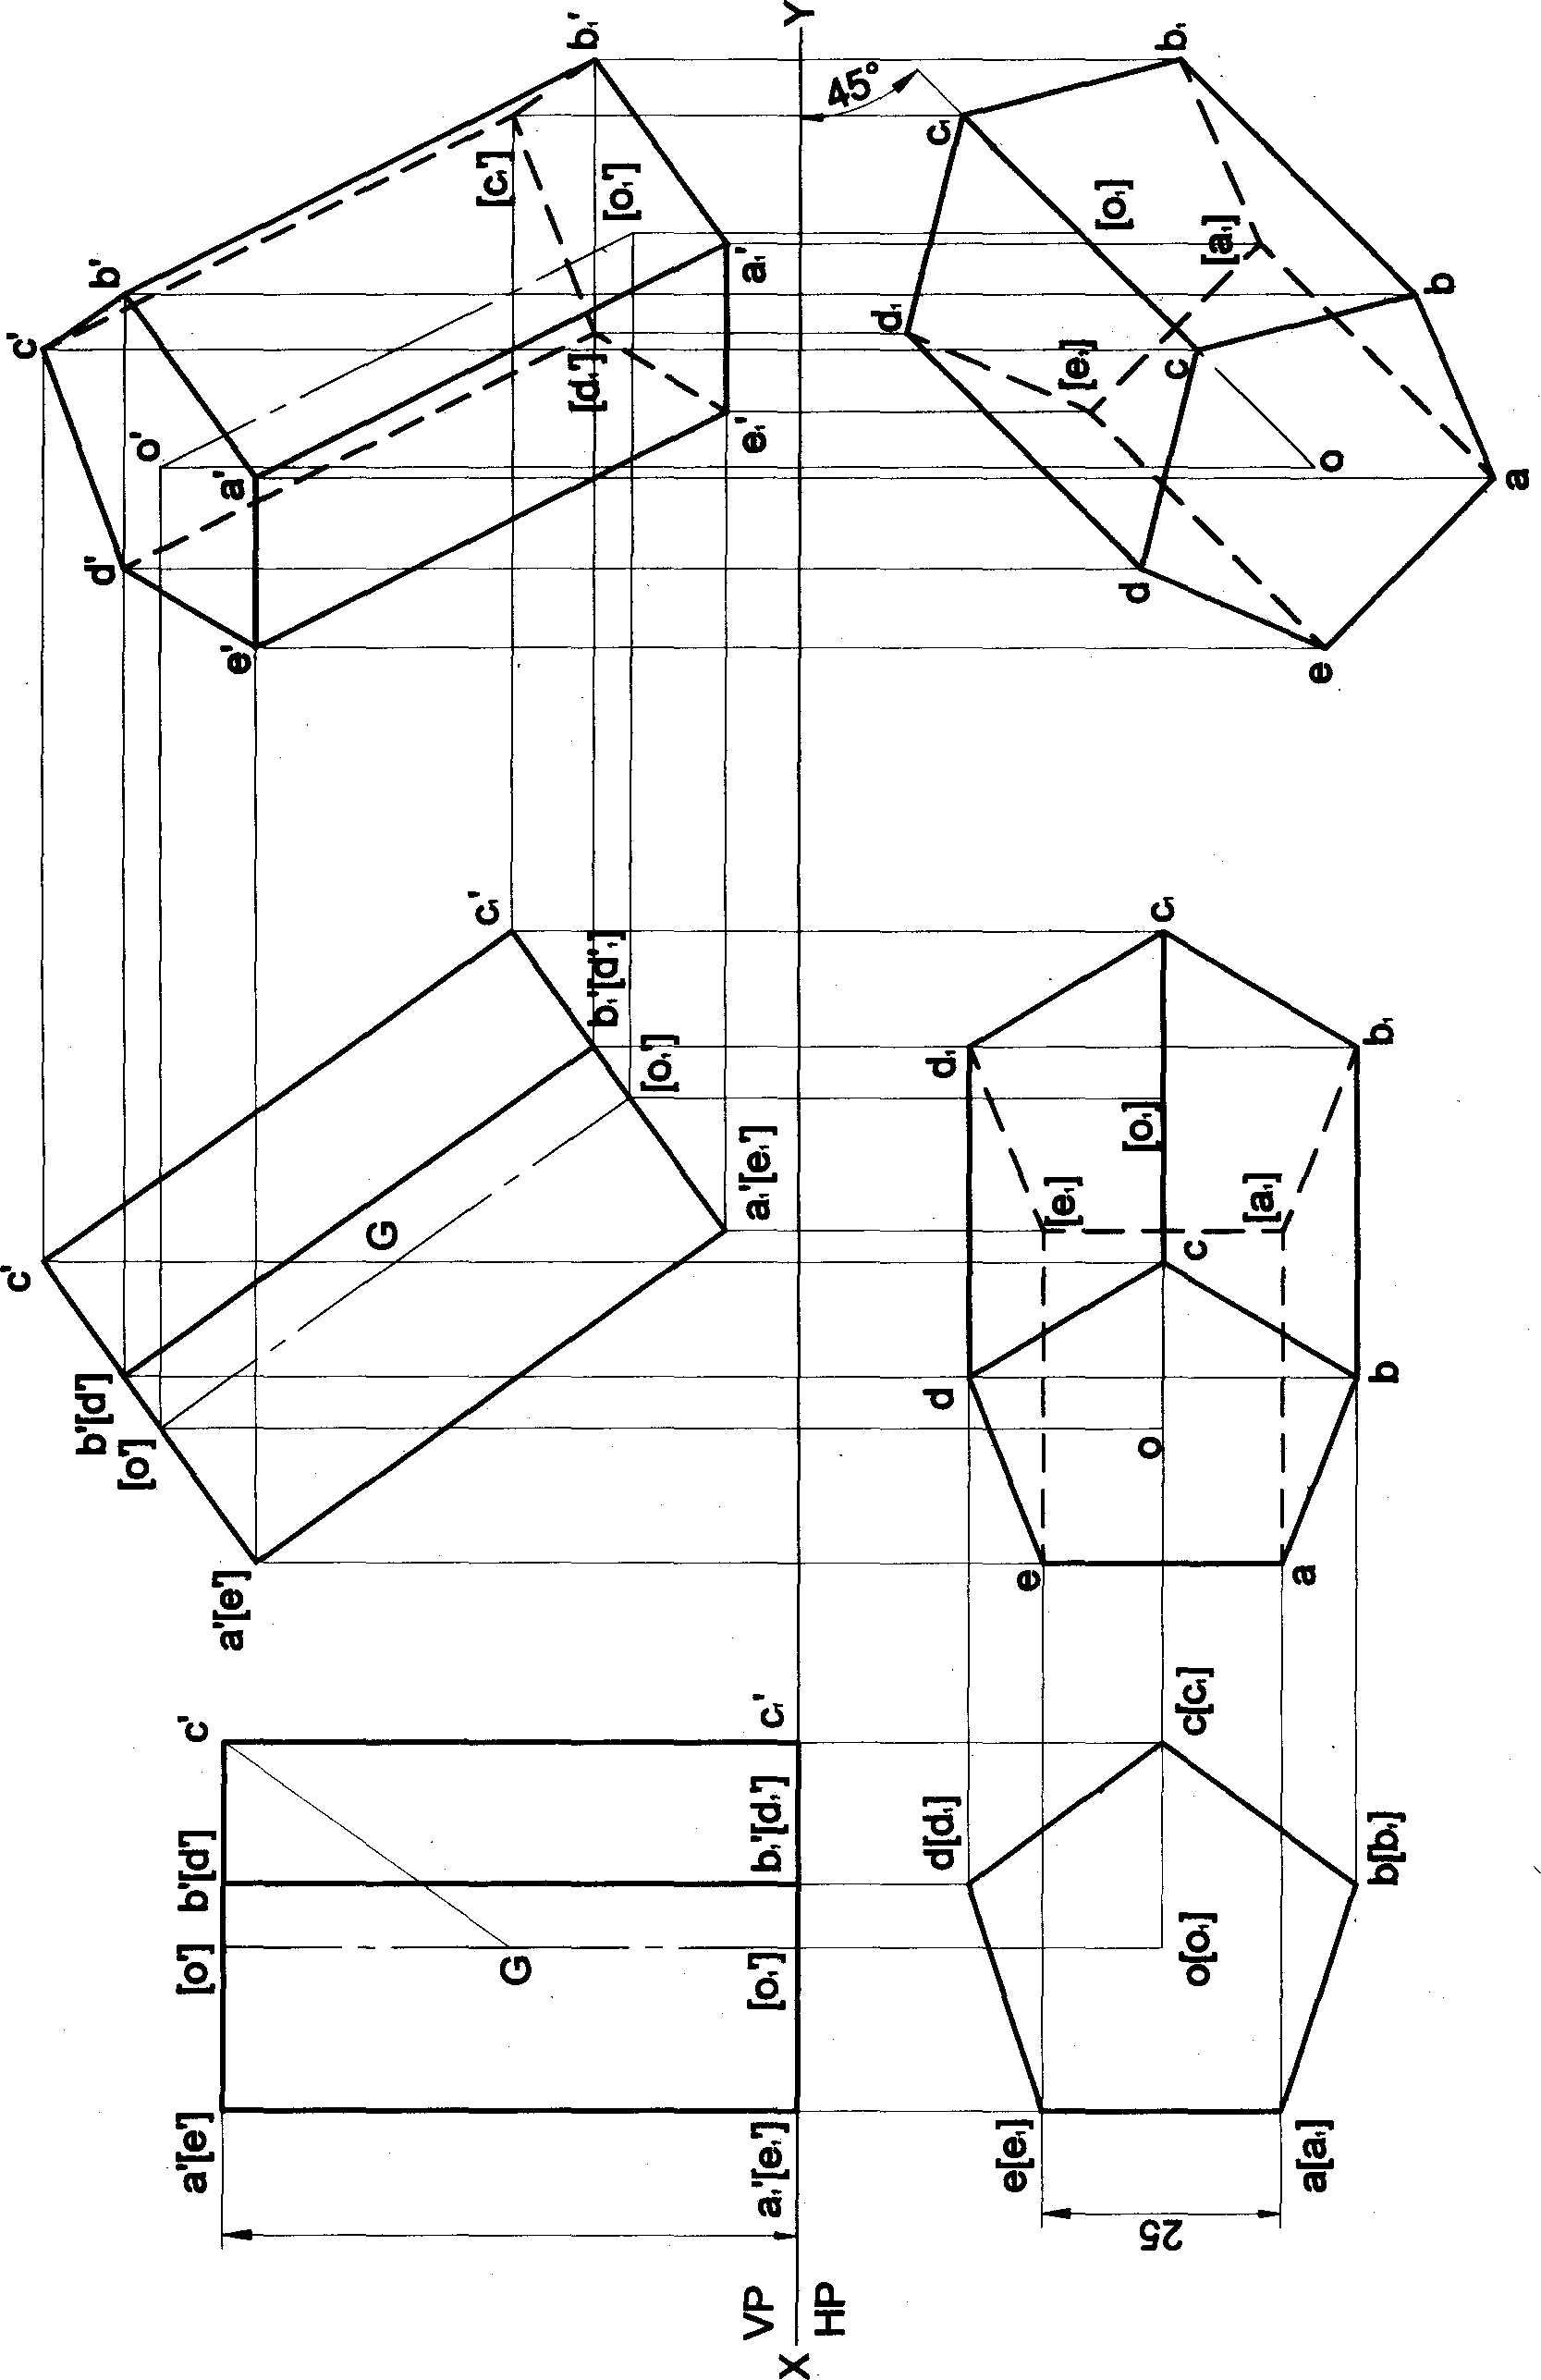 X
VP
HP
Y
a'[e']
[o']
b'[d']
c'
G
a₁'[e₁']
[o₁']
b₁'[d₁']
c₁'
25
e[e₁]
a[a₁]
d[d₁]
o[o₁]
b[b₁]
c[c₁]
a'[e']
[o']
b'[d']
c'
G
a₁'[e₁']
[o₁']
b₁'[d'₁]
c₁'
e
a
d
o
b
c
[e₁]
[a₁]
[o₁]
d₁
b₁
c₁
e'
d'
a'
o'
c'
b'
e₁'
[d₁']
a₁'
[o₁']
[c₁']
b₁'
45°
e
d
a
o
c
b
[e₁]
d₁
[a₁]
[o₁]
c₁
b₁